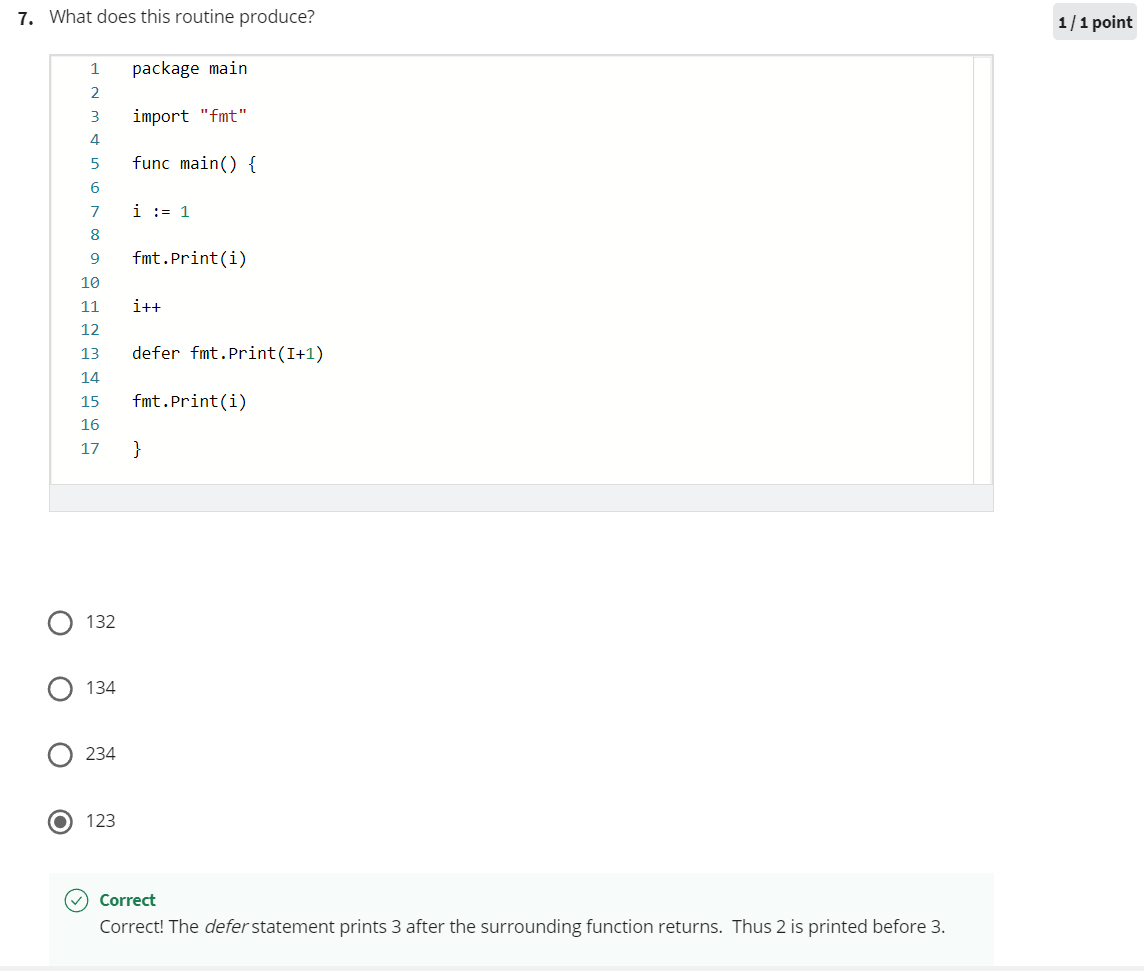 7. What does this routine produce?
1 / 1 point
1 package main
2
3 import "fmt"
4
5 func main() {
6
7 i := 1
8
9 fmt.Print(i)
10
11 i++
12
13 defer fmt.Print(I+1)
14
15 fmt.Print(i)
16
17 }
132
134
234
123
Correct
Correct! The defer statement prints 3 after the surrounding function returns. Thus 2 is printed before 3.